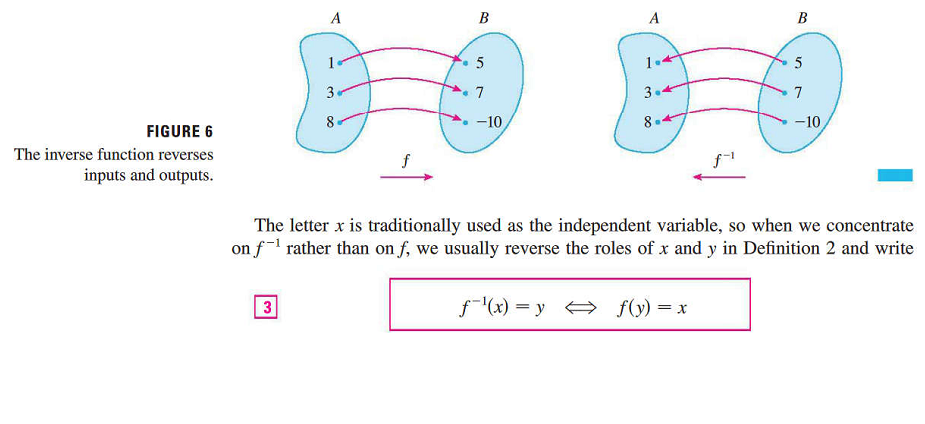 A B A B
1 5 1 5
3 7 3 7
8 −10 8 −10
FIGURE 6
The inverse function reverses
inputs and outputs.
f f⁻¹
The letter x is traditionally used as the independent variable, so when we concentrate
on f⁻¹ rather than on f, we usually reverse the roles of x and y in Definition 2 and write
3 f⁻¹(x) = y ⟺ f(y) = x